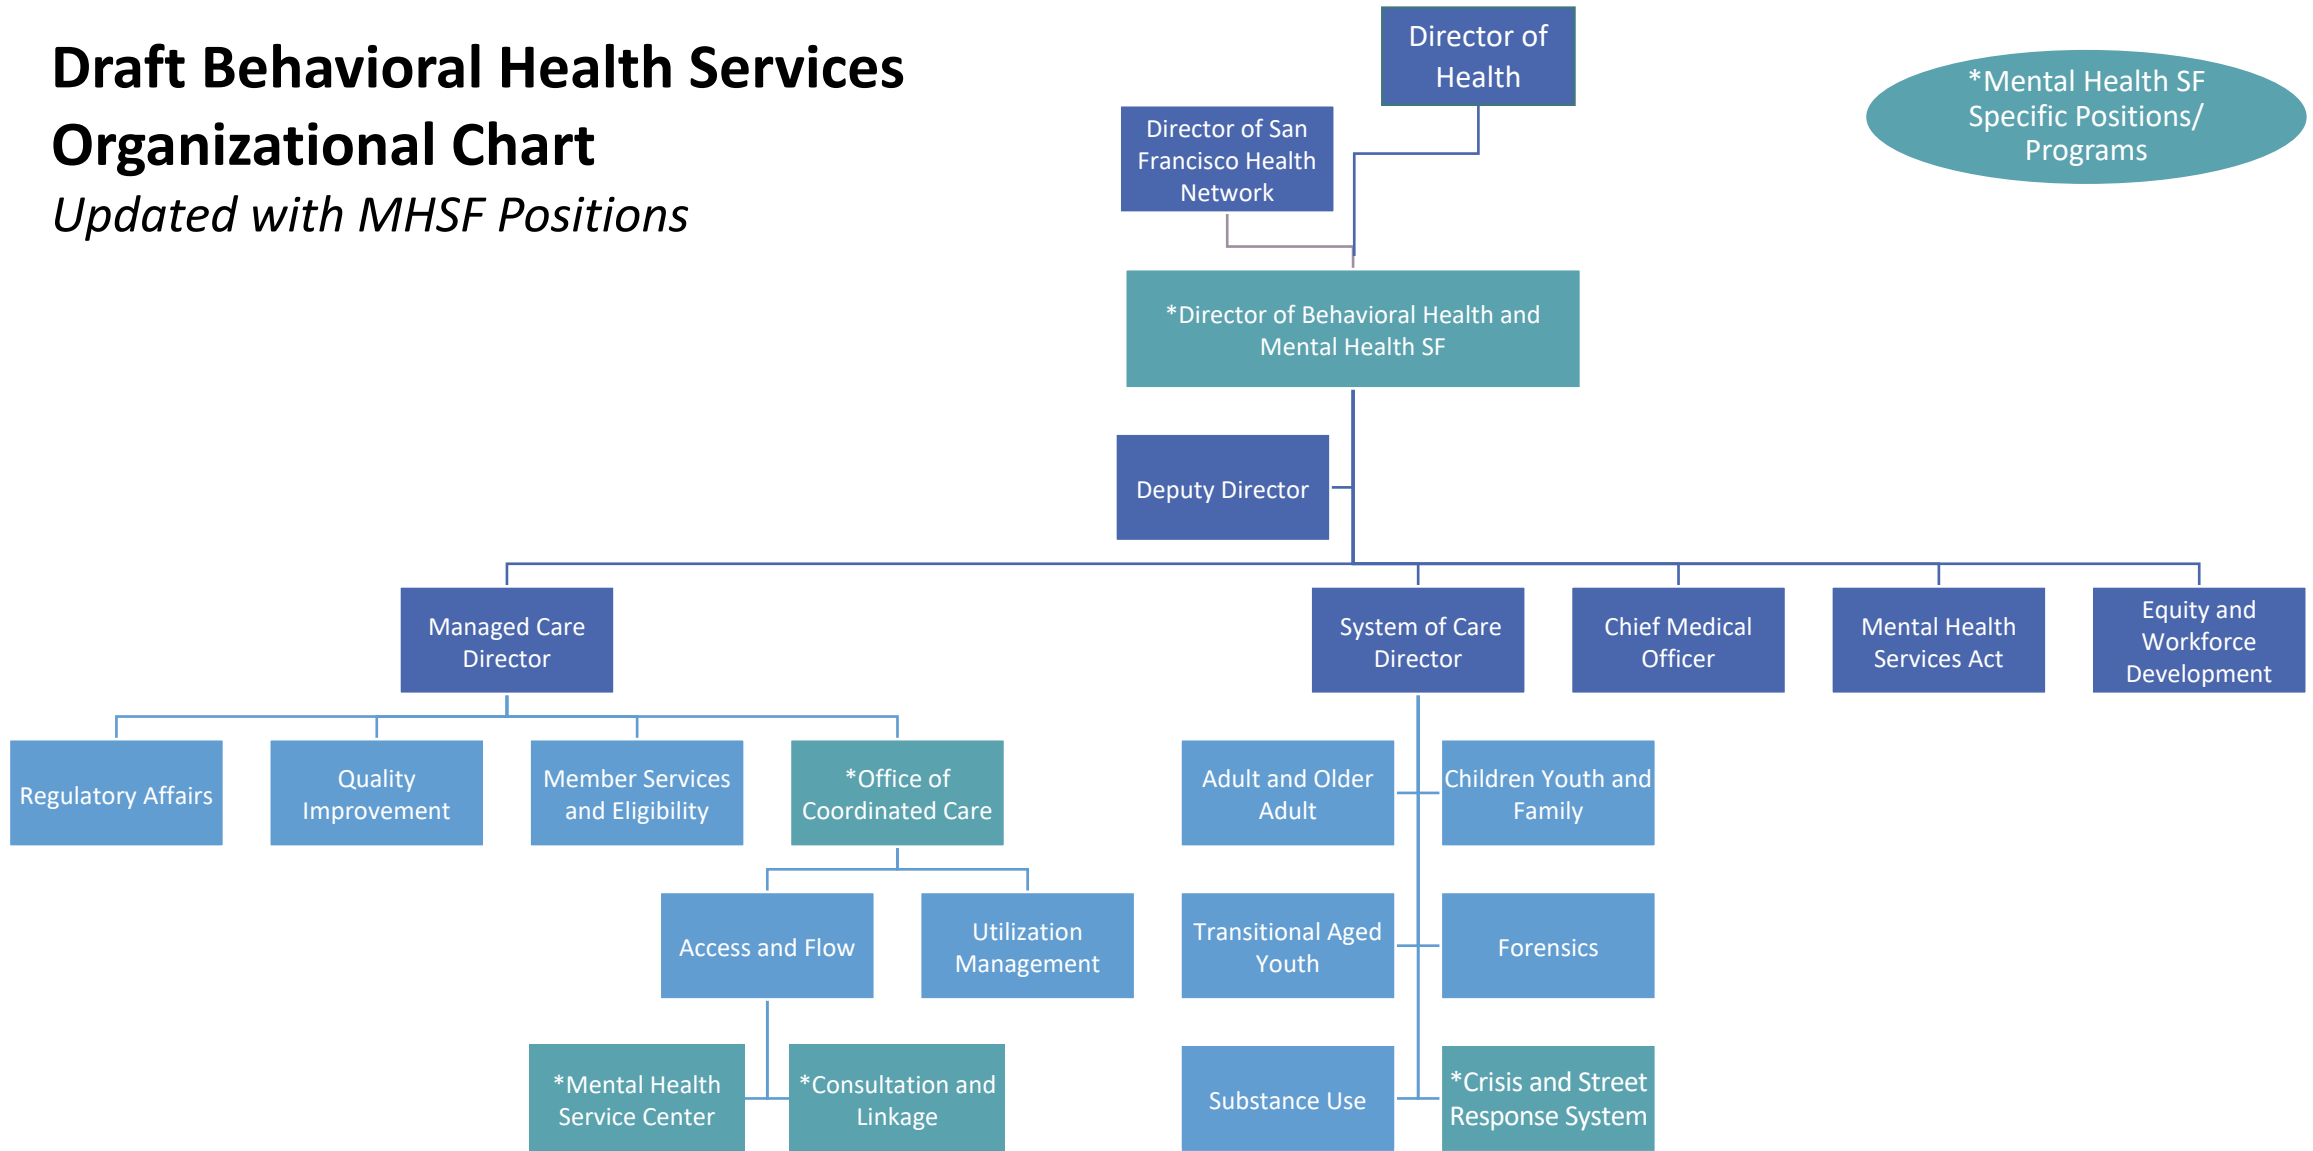 Draft Behavioral Health Services
Organizational Chart
Updated with MHSF Positions
Director of
Health
*Mental Health SF
Specific Positions/
Programs
Director of San
Francisco Health
Network
*Director of Behavioral Health and
Mental Health SF
Deputy Director
Managed Care
Director
System of Care
Director
Chief Medical
Officer
Mental Health
Services Act
Equity and
Workforce
Development
Regulatory Affairs
Quality
Improvement
Member Services
and Eligibility
*Office of
Coordinated Care
Adult and Older
Adult
Children Youth and
Family
Access and Flow
Utilization
Management
Transitional Aged
Youth
Forensics
*Mental Health
Service Center
*Consultation and
Linkage
Substance Use
*Crisis and Street
Response System